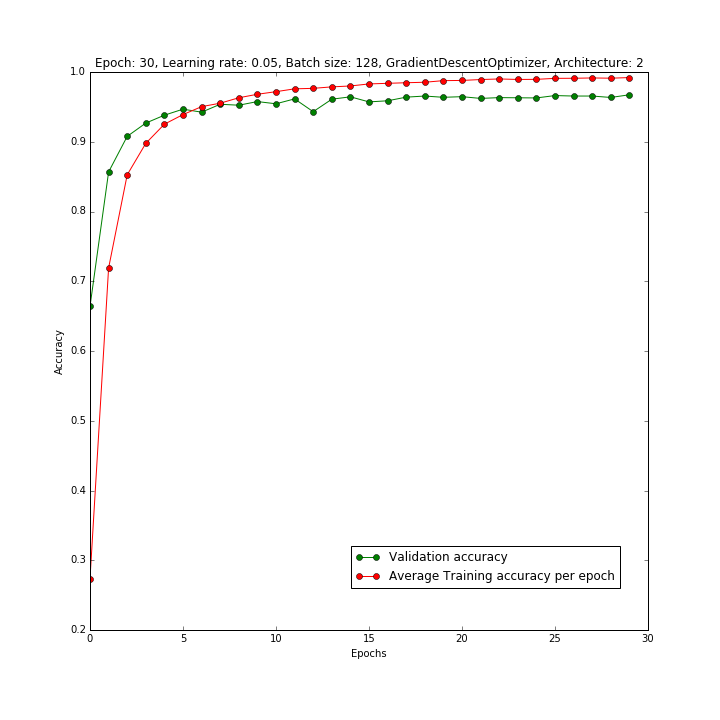 Epoch: 30, Learning rate: 0.05, Batch size: 128, GradientDescentOptimizer, Architecture: 2
1.0
0.9
0.8
0.7
0.6
0.5
0.4
0.3
0.2
Accuracy
Validation accuracy
Average Training accuracy per epoch
0 5 10 15 20 25 30
Epochs